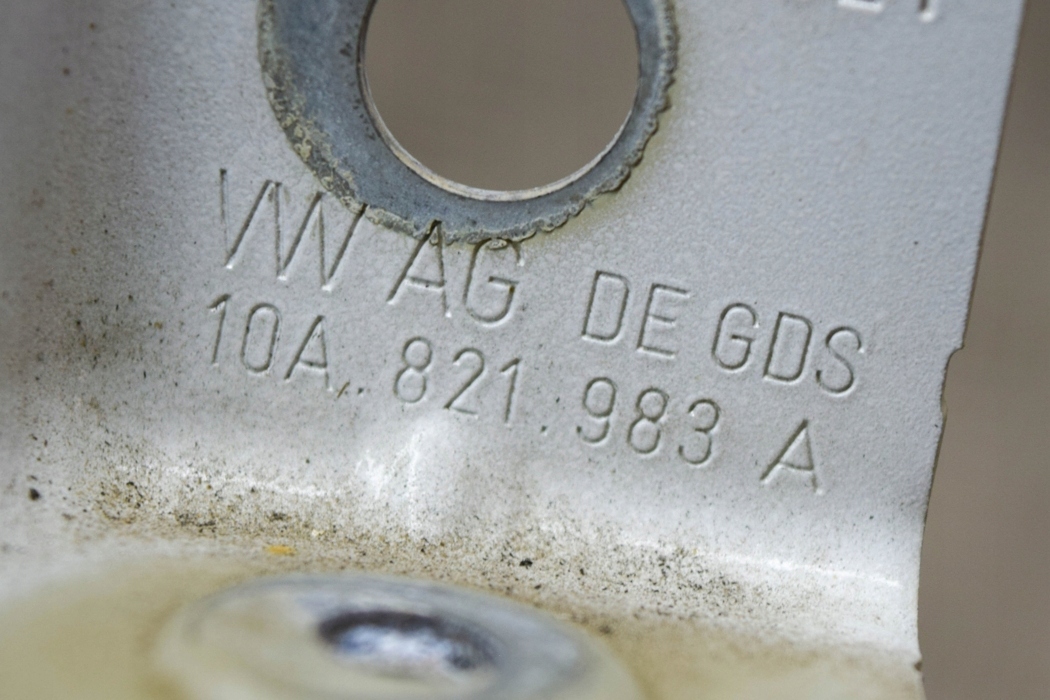 VW AG DE GDS
10A. 821. 983 A